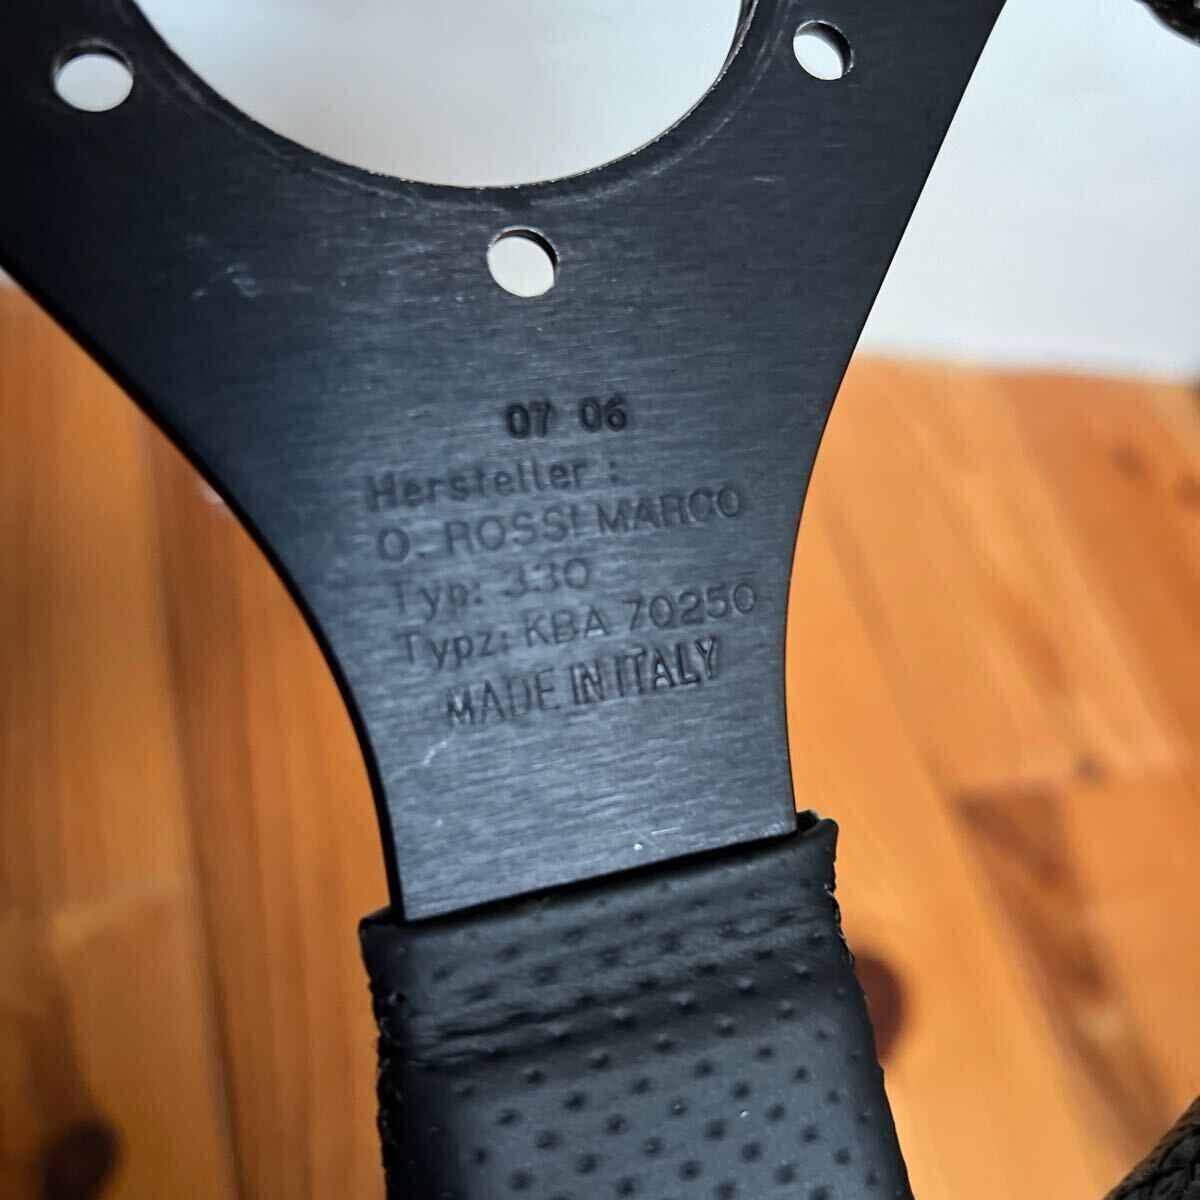 07 06
Hersteller :
O. ROSSI MARCO
Typ: 330
Typz: KBA 70250
MADE IN ITALY